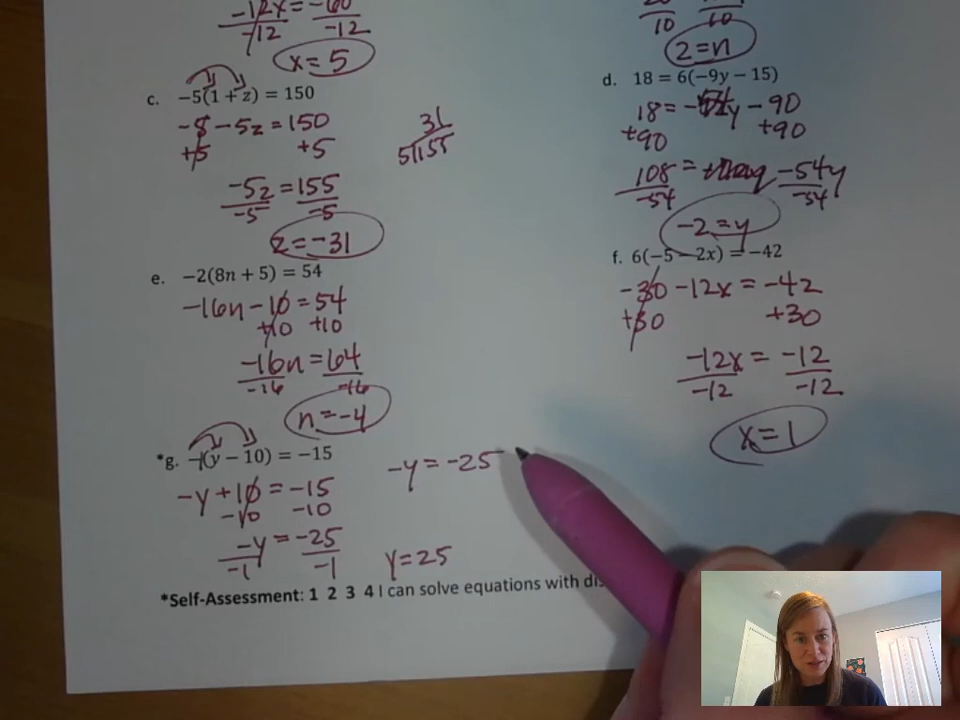 -12x = -60
-12 -12
x = 5
c. -5(1 + z) = 150
-5 - 5z = 150
+5 +5
-5z = 155
-5 -5
z = -31
31
5)155
e. -2(8n + 5) = 54
-16n - 10 = 54
+10 +10
-16n = 64
-16 -16
n = -4
*g. -1(y - 10) = -15
-y + 10 = -15
-10 -10
-y = -25
-1 -1
y = 25
-y = -25
10 10
2 = n
d. 18 = 6(-9y - 15)
18 = - y - 90
+90 +90
108 = -54y
-54 -54
-2 = y
f. 6(-5 - 2x) = -42
-30 - 12x = -42
+30 +30
-12x = -12
-12 -12
x = 1
*Self-Assessment: 1 2 3 4 I can solve equations with